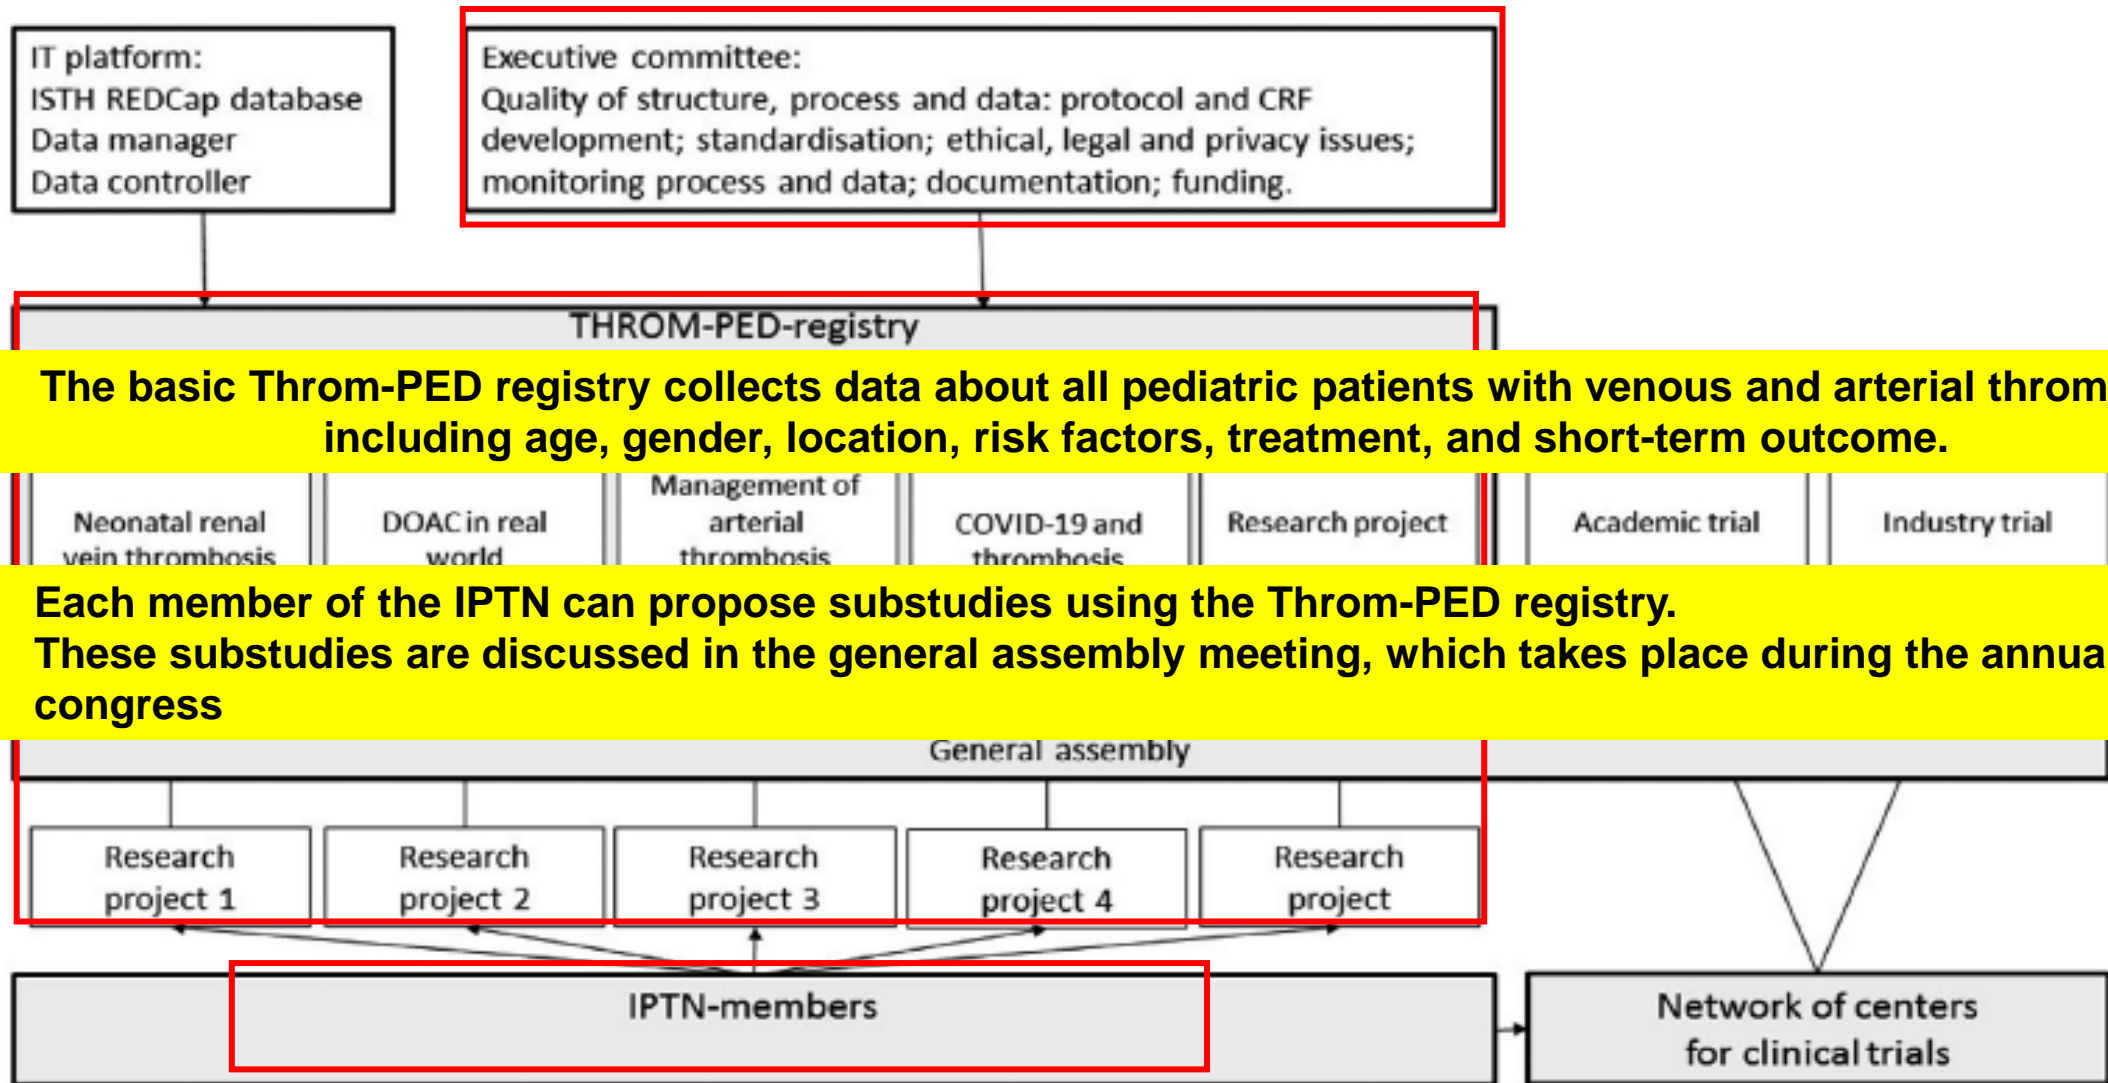 IT platform:
ISTH REDCap database
Data manager
Data controller
Executive committee:
Quality of structure, process and data: protocol and CRF
development; standardisation; ethical, legal and privacy issues;
monitoring process and data; documentation; funding.
THROM-PED-registry
The basic Throm-PED registry collects data about all pediatric patients with venous and arterial throm
including age, gender, location, risk factors, treatment, and short-term outcome.
Neonatal renal
vein thrombosis
DOAC in real
world
Management of
arterial
thrombosis
COVID-19 and
thrombosis
Research project
Academic trial
Industry trial
Each member of the IPTN can propose substudies using the Throm-PED registry.
These substudies are discussed in the general assembly meeting, which takes place during the annua
congress
General assembly
Research
project 1
Research
project 2
Research
project 3
Research
project 4
Research
project
IPTN-members
Network of centers
for clinical trials